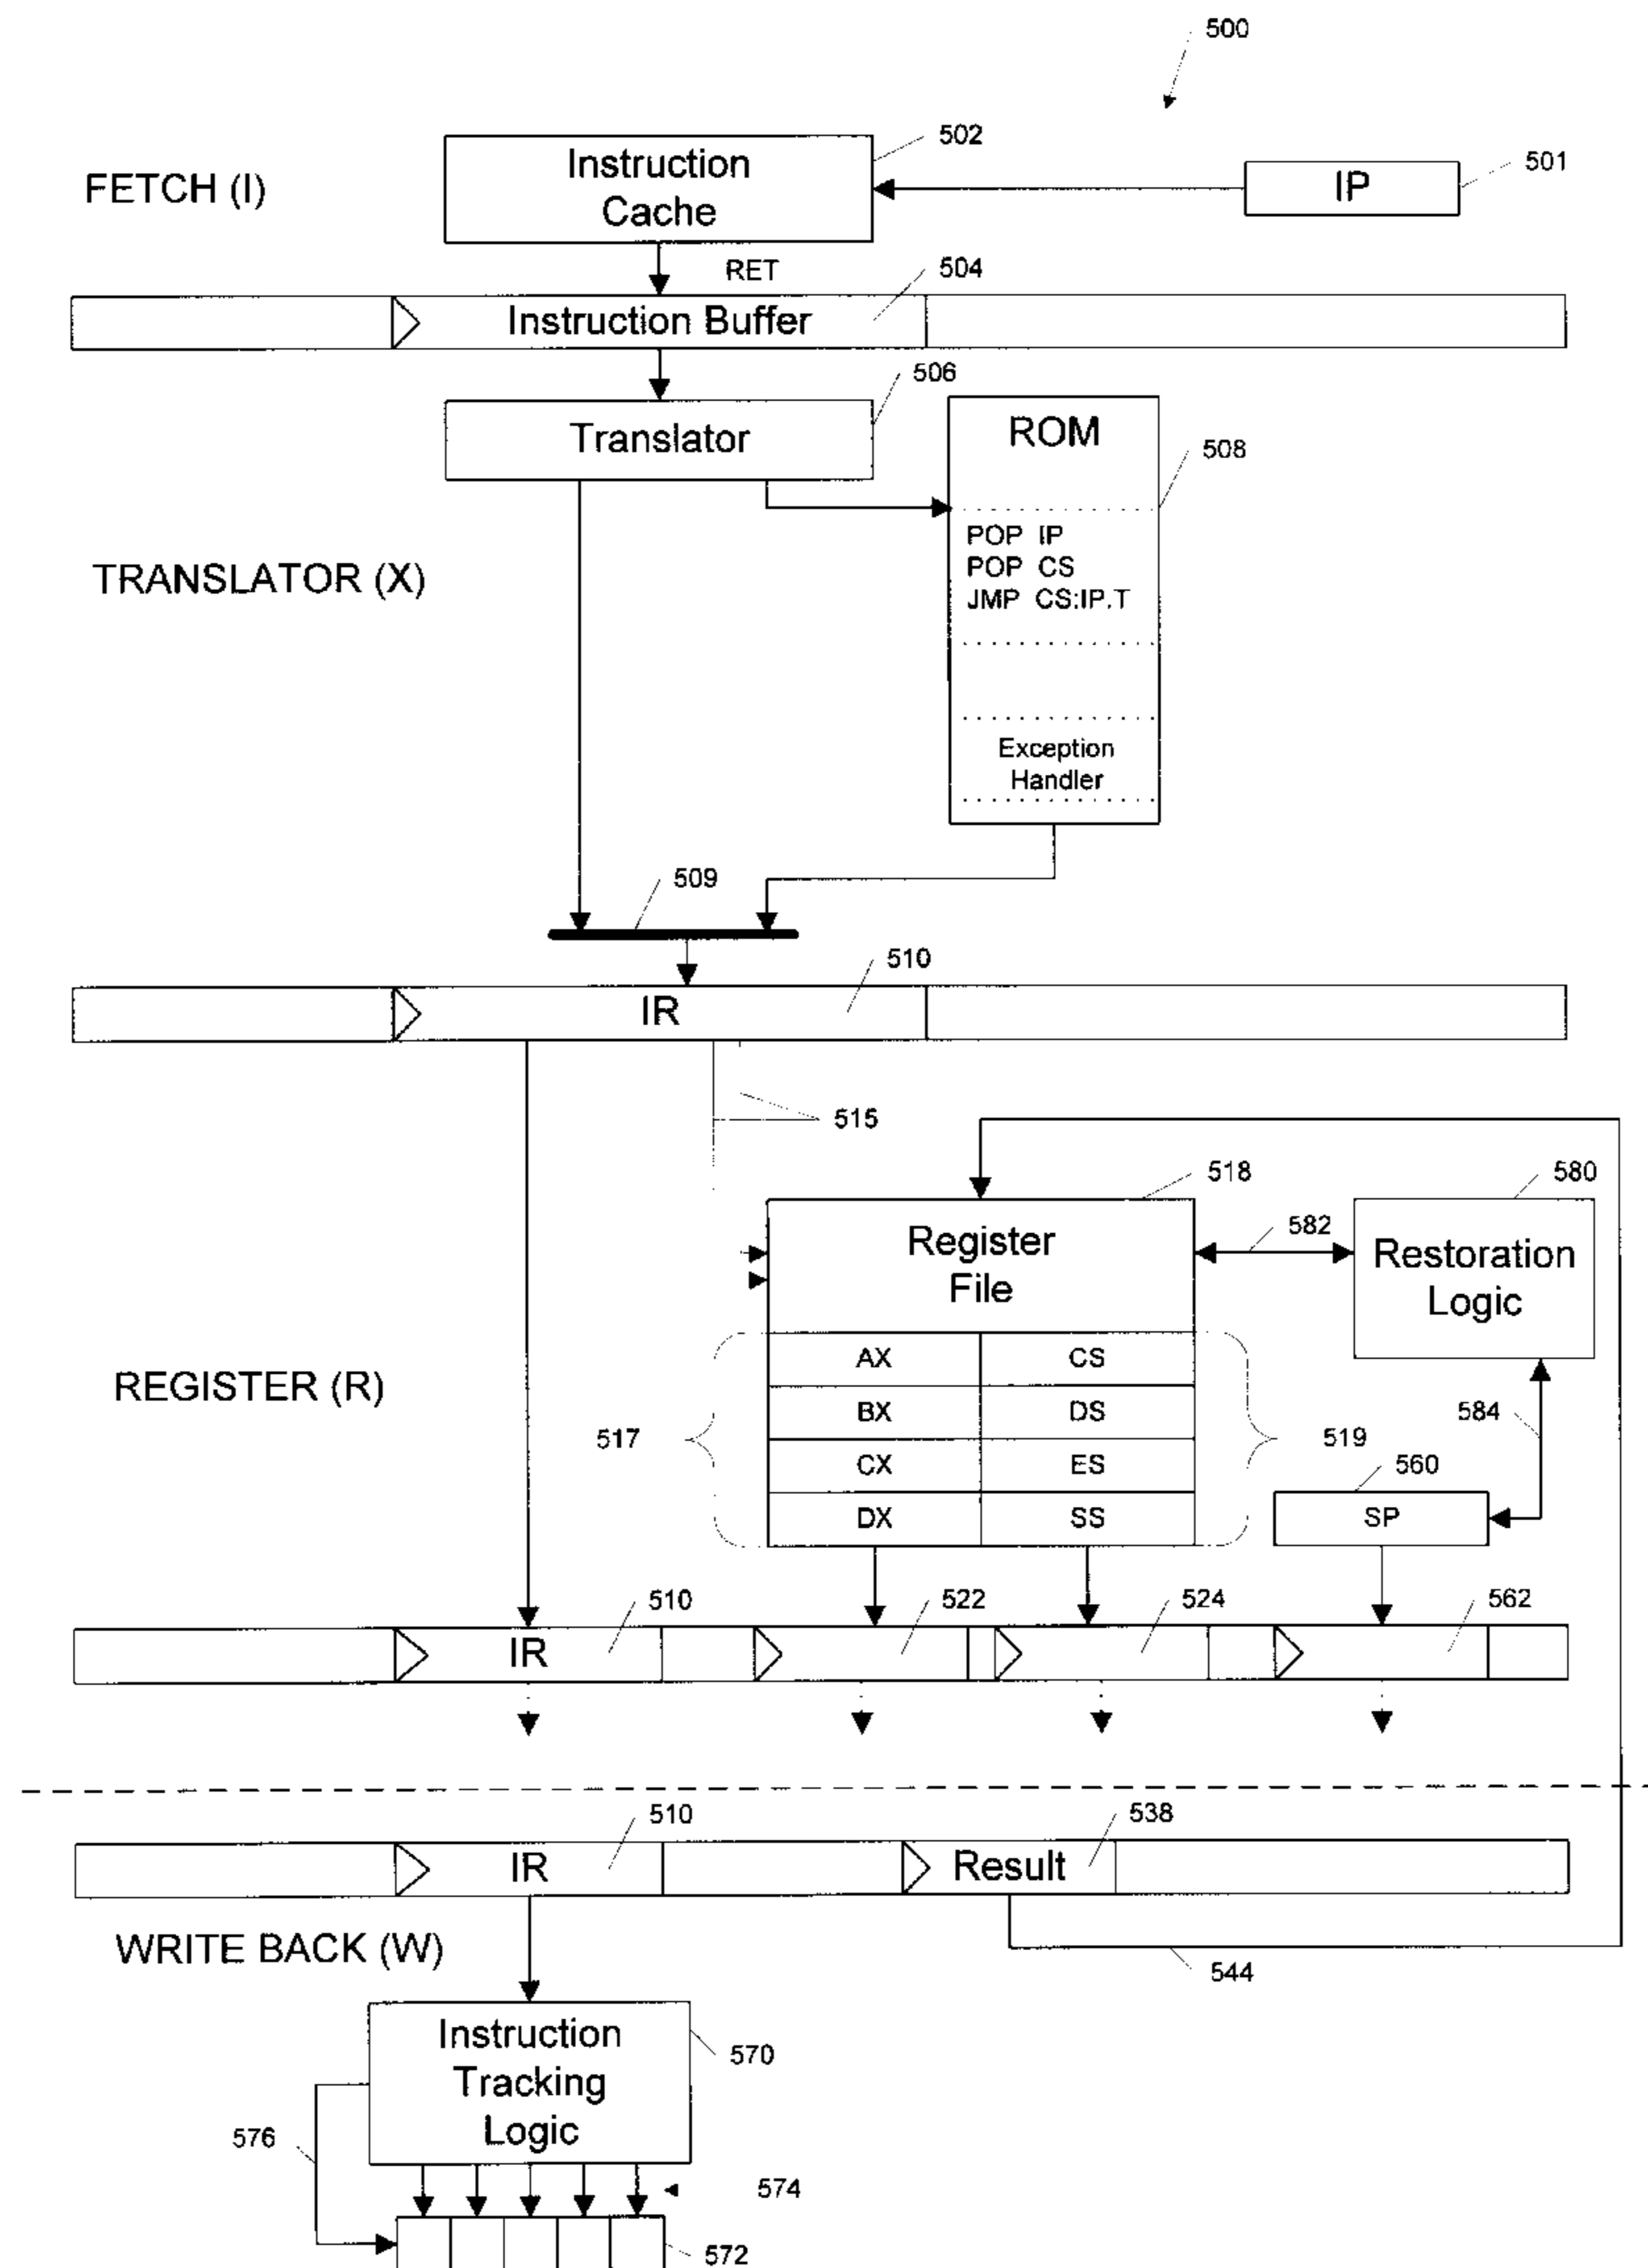 500
502
Instruction
Cache
IP
501
FETCH (I)
RET
504
Instruction Buffer
506
Translator
ROM
508
POP IP
POP CS
JMP CS:IP.T
TRANSLATOR (X)
Exception
Handler
509
510
IR
515
518
580
582
Register
File
Restoration
Logic
REGISTER (R)
AX
CS
BX
DS
CX
ES
DX
SS
517
519
584
560
SP
510
522
524
562
IR
510
538
IR
Result
WRITE BACK (W)
544
Instruction
Tracking
Logic
570
576
574
572